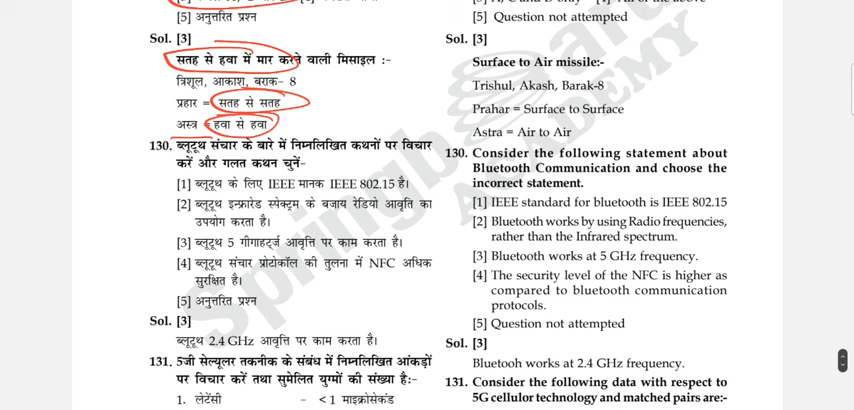 [5] अनुत्तरित प्रश्न
Sol. [3]
सतह से हवा में मार करने वाली मिसाइल :-
त्रिशूल, आकाश, बराक- 8
प्रहार = सतह से सतह
अस्त्र = हवा से हवा
130. ब्लूटूथ संचार के बारे में निम्नलिखित कथनों पर विचार
करें और गलत कथन चुनें-
[1] ब्लूटूथ के लिए IEEE मानक IEEE 802.15 है।
[2] ब्लूटूथ इन्फ्रारेड स्पेक्ट्रम के बजाय रेडियो आवृति का
उपयोग करता है।
[3] ब्लूटूथ 5 गीगाहर्ट्ज आवृत्ति पर काम करता है।
[4] ब्लूटूथ संचार प्रोटोकॉल की तुलना में NFC अधिक
सुरक्षित है।
[5] अनुत्तरित प्रश्न
Sol. [3]
ब्लूटूथ 2.4 GHz आवृत्ति पर काम करता है।
131. 5जी सेल्यूलर तकनीक के संबंध में निम्नलिखित आंकड़ों
पर विचार करें तथा सुमेलित युग्मों की संख्या है:-
1. लेटेंसी - < 1 माइक्रोसेकंड
[5] Question not attempted
Sol. [3]
Surface to Air missile:-
Trishul, Akash, Barak-8
Prahar = Surface to Surface
Astra = Air to Air
130. Consider the following statement about
Bluetooth Communication and choose the
incorrect statement.
[1] IEEE standard for bluetooth is IEEE 802.15
[2] Bluetooth works by using Radio frequencies,
rather than the Infrared spectrum.
[3] Bluetooth works at 5 GHz frequency.
[4] The security level of the NFC is higher as
compared to bluetooth communication
protocols.
[5] Question not attempted
Sol. [3]
Bluetooh works at 2.4 GHz frequency.
131. Consider the following data with respect to
5G cellulor technology and matched pairs are:-
Springboard
ACADEMY